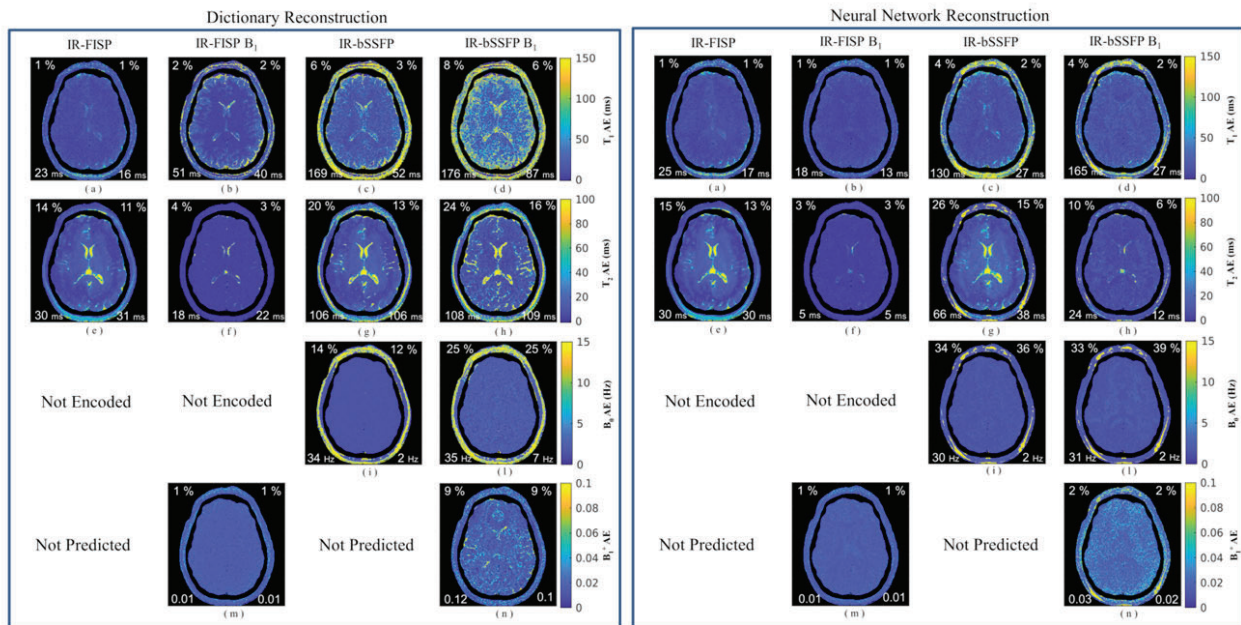 Dictionary Reconstruction
IR-FISP IR-FISP B1 IR-bSSFP IR-bSSFP B1
1 % 1 % 2 % 2 % 6 % 3 % 8 % 6 % 150
100
50
0
T1 AE (ms)
23 ms 16 ms 51 ms 40 ms 169 ms 52 ms 176 ms 87 ms
( a ) ( b ) ( c ) ( d )
14 % 11 % 4 % 3 % 20 % 13 % 24 % 16 % 100
80
60
40
20
0
T2 AE (ms)
30 ms 31 ms 18 ms 22 ms 106 ms 106 ms 108 ms 109 ms
( e ) ( f ) ( g ) ( h )
14 % 12 % 25 % 25 % 15
10
5
0
B0 AE (Hz)
Not Encoded Not Encoded
34 Hz 2 Hz 35 Hz 7 Hz
( i ) ( l )
1 % 1 % 9 % 9 % 0.1
0.08
0.06
0.04
0.02
0
B1+ AE
Not Predicted Not Predicted
0.01 0.01 0.12 0.1
( m ) ( n )
Neural Network Reconstruction
IR-FISP IR-FISP B1 IR-bSSFP IR-bSSFP B1
1 % 1 % 1 % 1 % 4 % 2 % 4 % 2 % 150
100
50
0
T1 AE (ms)
25 ms 17 ms 18 ms 13 ms 130 ms 27 ms 165 ms 27 ms
( a ) ( b ) ( c ) ( d )
15 % 13 % 3 % 3 % 26 % 15 % 10 % 6 % 100
80
60
40
20
0
T2 AE (ms)
30 ms 30 ms 5 ms 5 ms 66 ms 38 ms 24 ms 12 ms
( e ) ( f ) ( g ) ( h )
34 % 36 % 33 % 39 % 15
10
5
0
B0 AE (Hz)
Not Encoded Not Encoded
30 Hz 2 Hz 31 Hz 2 Hz
( i ) ( l )
1 % 1 % 2 % 2 % 0.1
0.08
0.06
0.04
0.02
0
B1+ AE
Not Predicted Not Predicted
0.01 0.01 0.03 0.02
( m ) ( n )